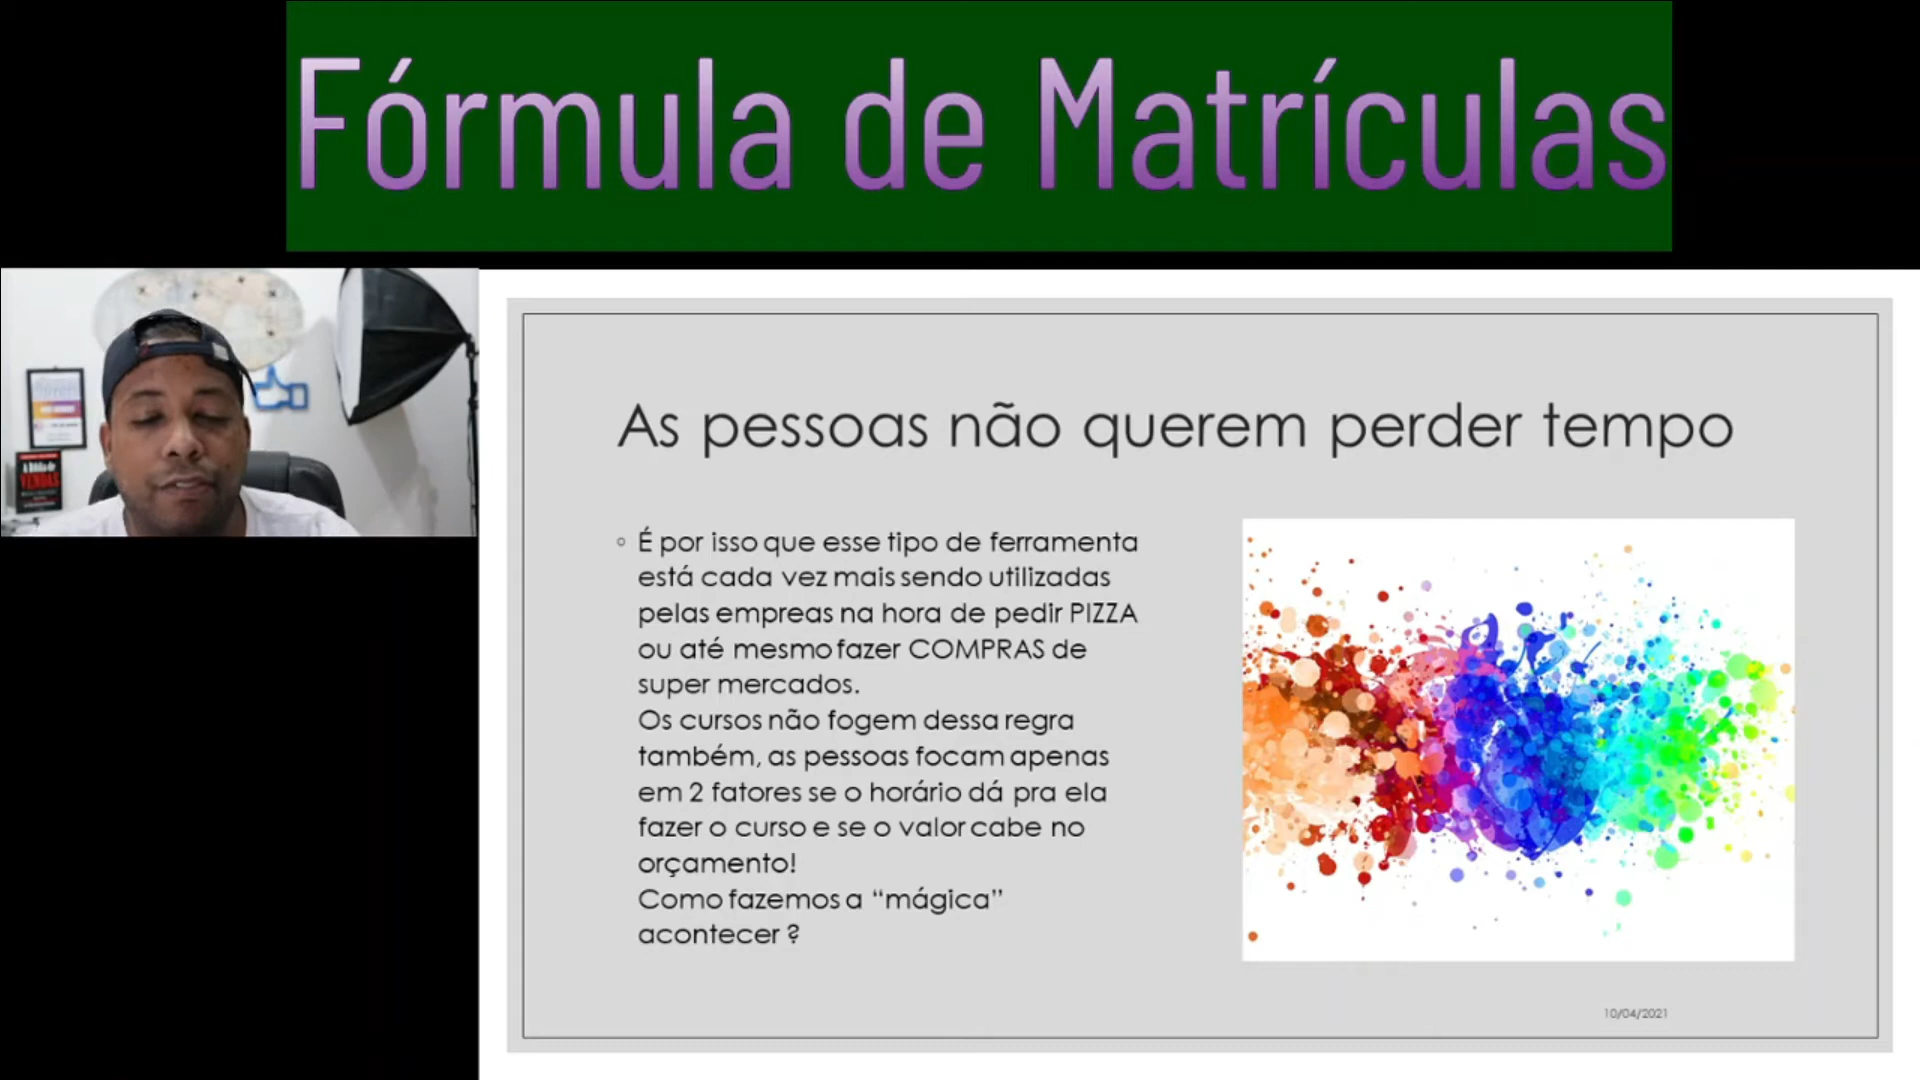 Fórmula de Matrículas
A Bíblia de
VENDAS
As pessoas não querem perder tempo
É por isso que esse tipo de ferramenta
está cada vez mais sendo utilizadas
pelas empreas na hora de pedir PIZZA
ou até mesmo fazer COMPRAS de
super mercados.
Os cursos não fogem dessa regra
também, as pessoas focam apenas
em 2 fatores se o horário dá pra ela
fazer o curso e se o valor cabe no
orçamento!
Como fazemos a “mágica”
acontecer ?
10/04/2021